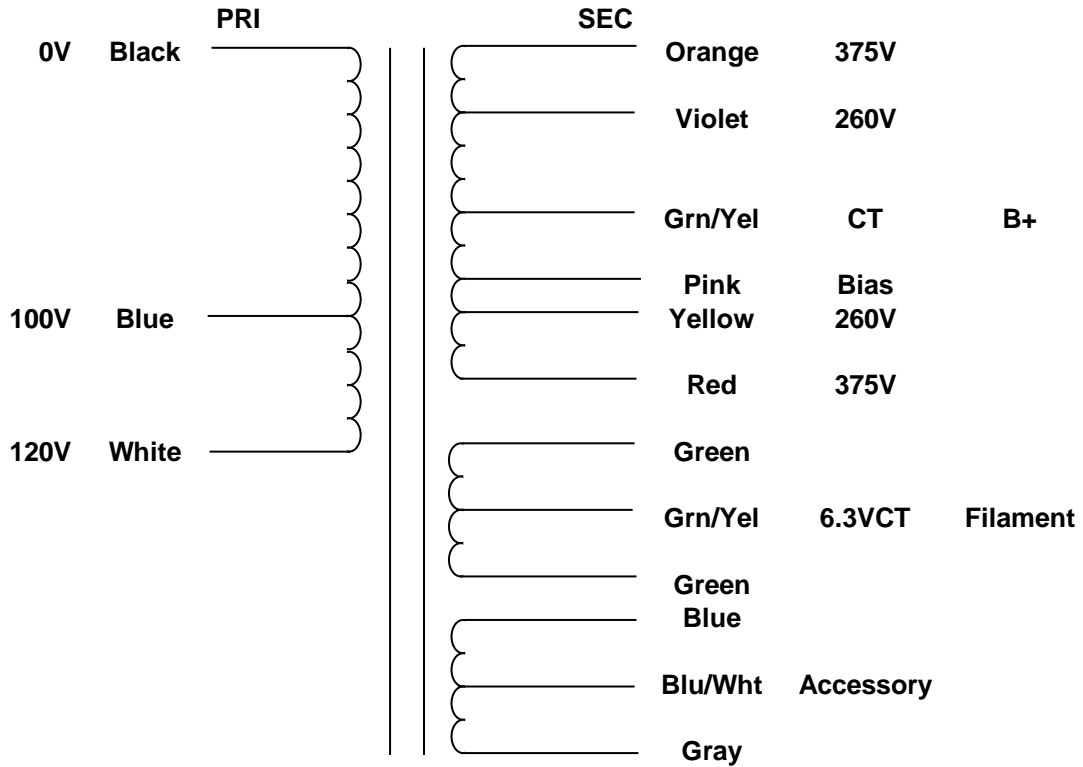 PRI SEC
0V Black Orange 375V
Violet 260V
Grn/Yel CT B+
Pink Bias
100V Blue Yellow 260V
Red 375V
120V White Green
Grn/Yel 6.3VCT Filament
Green
Blue
Blu/Wht Accessory
Gray